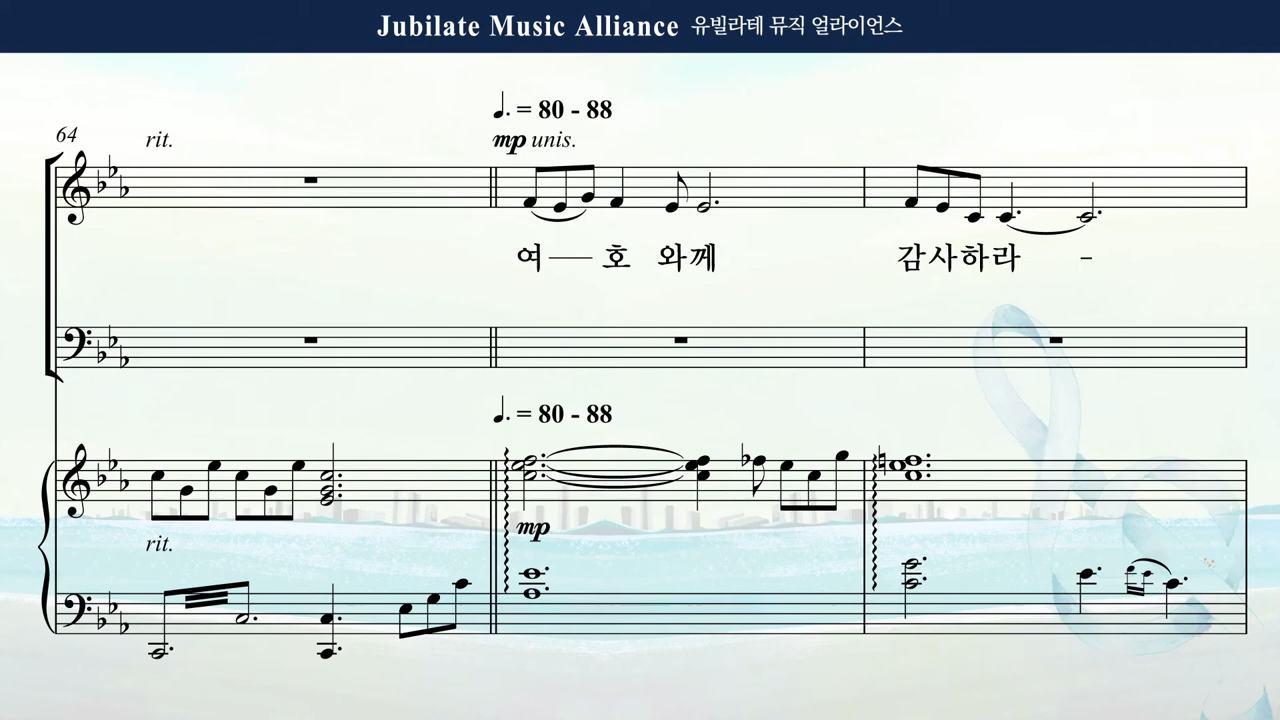 Jubilate Music Alliance 유빌라테 뮤직 얼라이언스
♩. = 80 - 88
64 rit. mp unis.
여 호 와께 감사하라 -
♩. = 80 - 88
mp
rit.